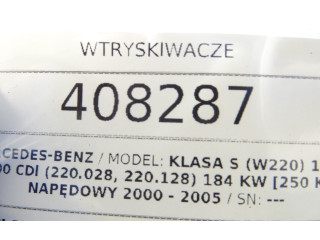 WTRYSKIWACZE
408287
RCEDES-BENZ / MODEL: KLASA S (W220) 1
00 CDI (220.028, 220.128) 184 KW [250 K
NAPĘDOWY 2000 - 2005 / SN: ---